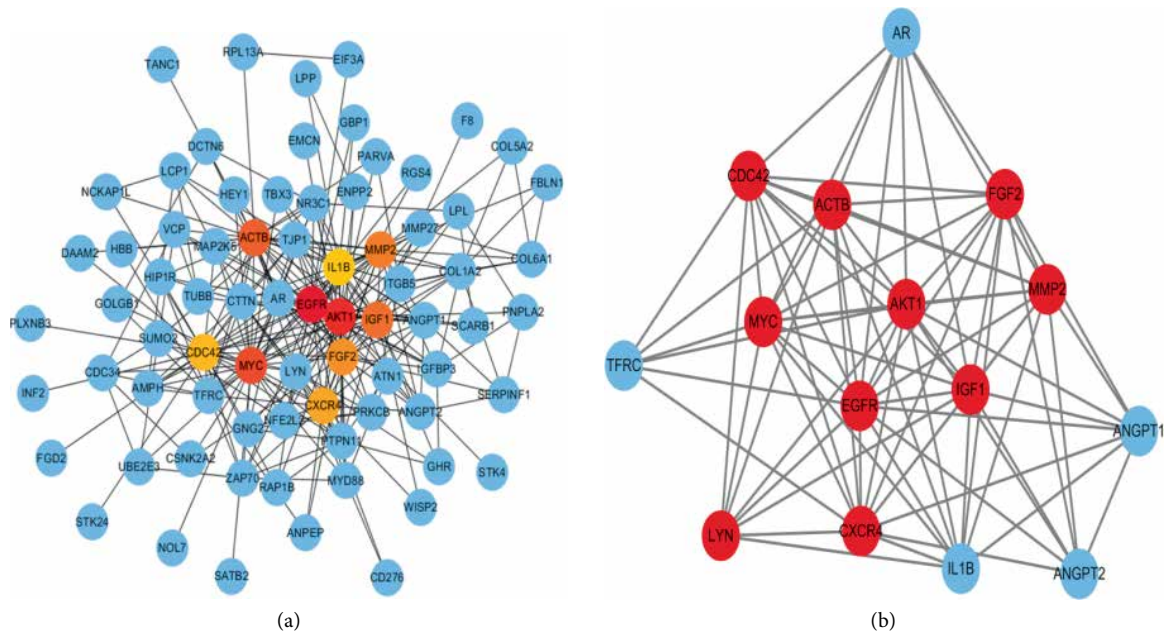 RPL13A
EIF3A
TANC1
LPP
GBP1
F8
EMCN
DCTN6
PARVA
COL5A2
LCP1
RGS4
NCKAP1L
HEY1
TBX3
ENPP2
FBLN1
NR3C1
LPL
VCP
ACTB
TJP1
MMP27
DAAM2
HBB
MAP2K5
MMP2
IL1B
COL6A1
HIP1R
COL1A2
ITGB5
GOLGB1
TUBB
CTTN
AR
EGFR
PNPLA2
PLXNB3
AKT1
IGF1
ANGPT1
SCARB1
SUMO2
CDC42
FGF2
CDC34
MYC
LYN
ATN1
IGFBP3
INF2
AMPH
TFRC
SERPINF1
CXCR4
PRKCB
ANGPT2
GNG2
NFE2L2
PTPN11
FGD2
UBE2E3
CSNK2A2
GHR
STK4
ZAP70
RAP1B
MYD88
WISP2
STK24
ANPEP
NOL7
SATB2
CD276
(a)
AR
CDC42
ACTB
FGF2
MMP2
AKT1
MYC
TFRC
IGF1
EGFR
ANGPT1
LYN
CXCR4
IL1B
ANGPT2
(b)